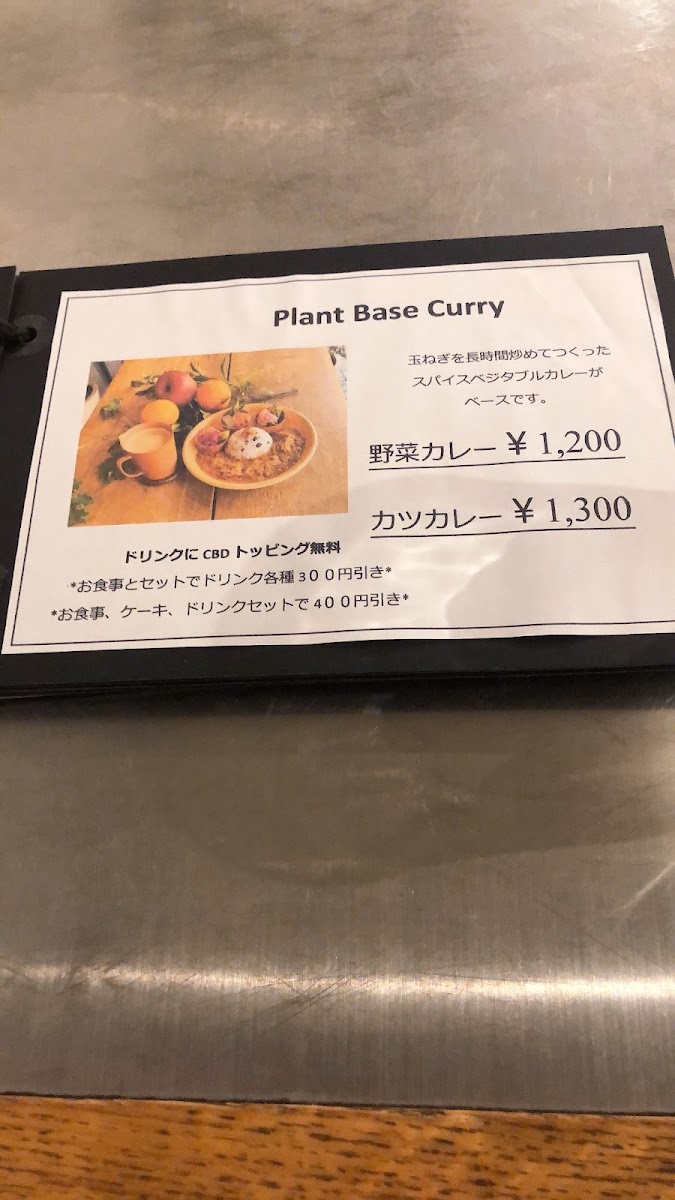 Plant Base Curry
玉ねぎを長時間炒めてつくった
スパイスベジタブルカレーが
ベースです。
野菜カレー ￥1,200
カツカレー ￥1,300
ドリンクに CBD トッピング無料
*お食事とセットでドリンク各種３００円引き*
*お食事、ケーキ、ドリンクセットで４００円引き*